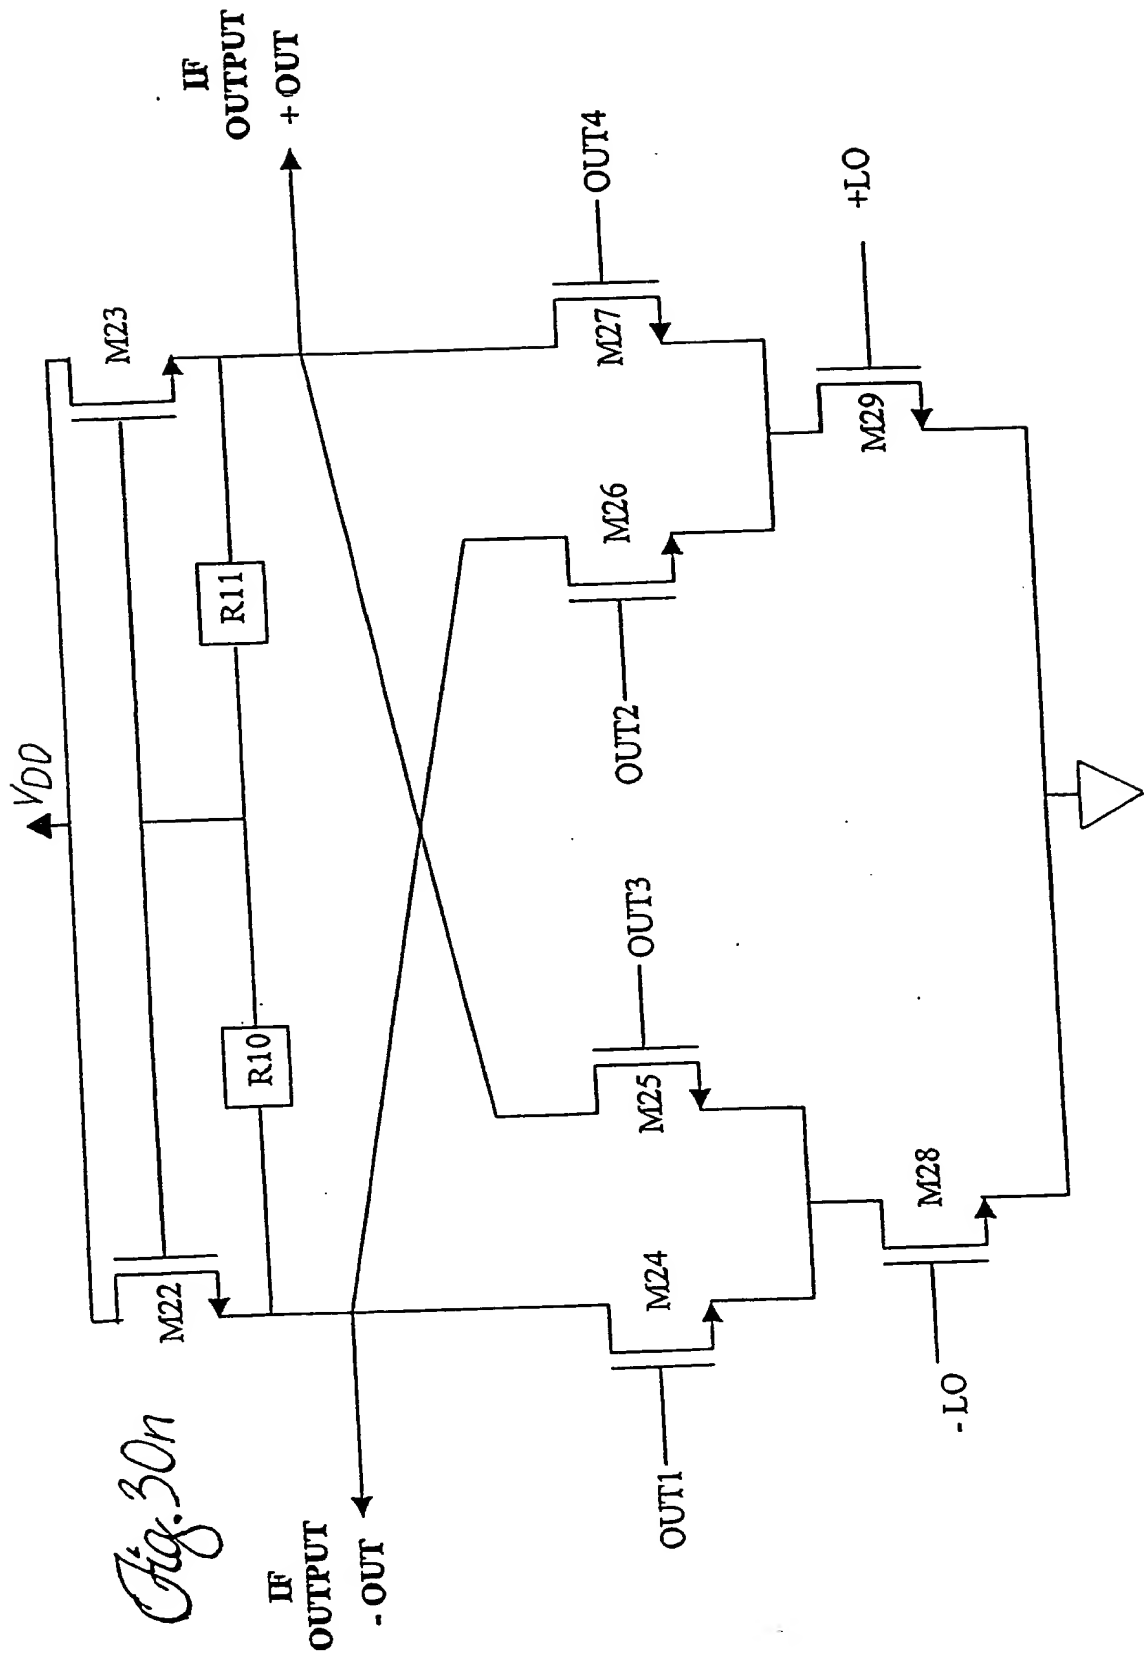 Fig. 30n
VDD
IF
OUTPUT
- OUT
IF
OUTPUT
+ OUT
M22
M23
R10
R11
M24
M25
M26
M27
OUT1
OUT3
OUT2
OUT4
M28
M29
- LO
+LO